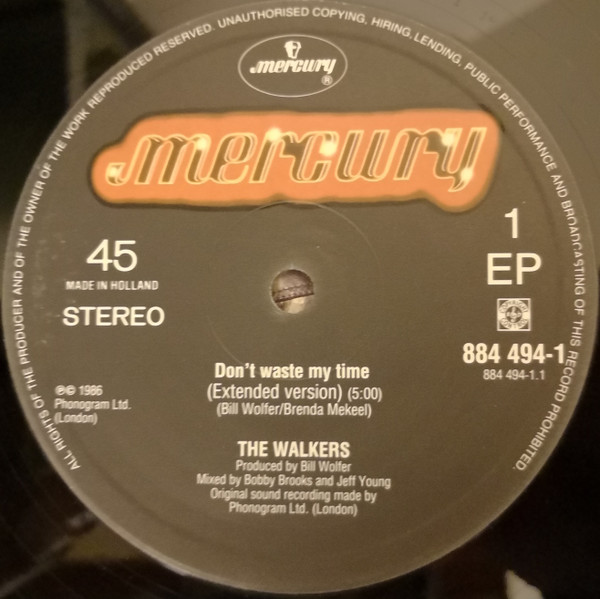 ALL RIGHTS OF THE PRODUCER AND OF THE OWNER OF THE WORK REPRODUCED RESERVED. UNAUTHORISED COPYING, HIRING, LENDING, PUBLIC PERFORMANCE AND BROADCASTING OF THIS RECORD PROHIBITED.
mercury
®
mercury
45
MADE IN HOLLAND
STEREO
1
EP
884 494-1
884 494-1.1
Don't waste my time
(Extended version) (5:00)
(Bill Wolfer/Brenda Mekeel)
℗© 1986
Phonogram Ltd.
(London)
THE WALKERS
Produced by Bill Wolfer
Mixed by Bobby Brooks and Jeff Young
Original sound recording made by
Phonogram Ltd. (London)